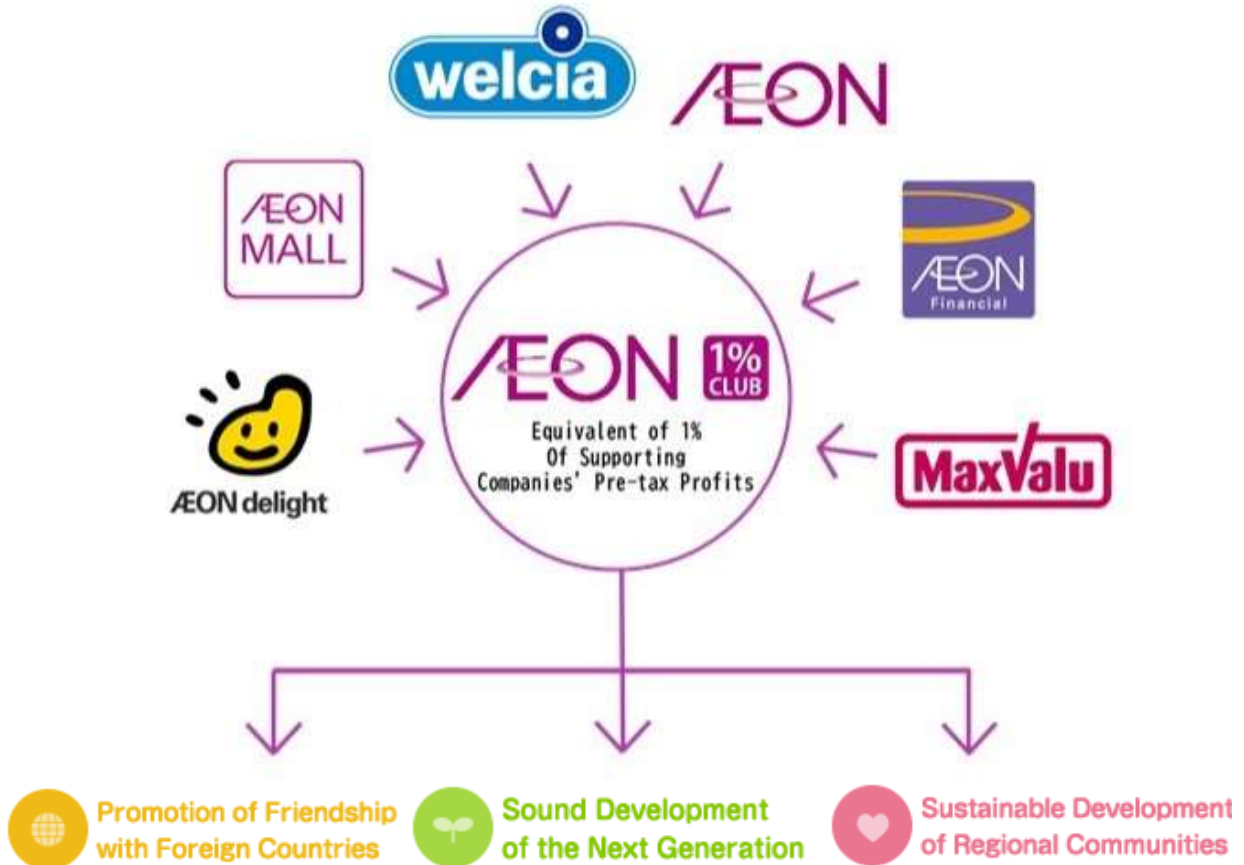 welcia
ÆON
ÆON
MALL
ÆON
Financial
ÆON 1%
CLUB
Equivalent of 1%
Of Supporting
Companies' Pre-tax Profits
ÆON delight
MaxValu
Promotion of Friendship
with Foreign Countries
Sound Development
of the Next Generation
Sustainable Development
of Regional Communities